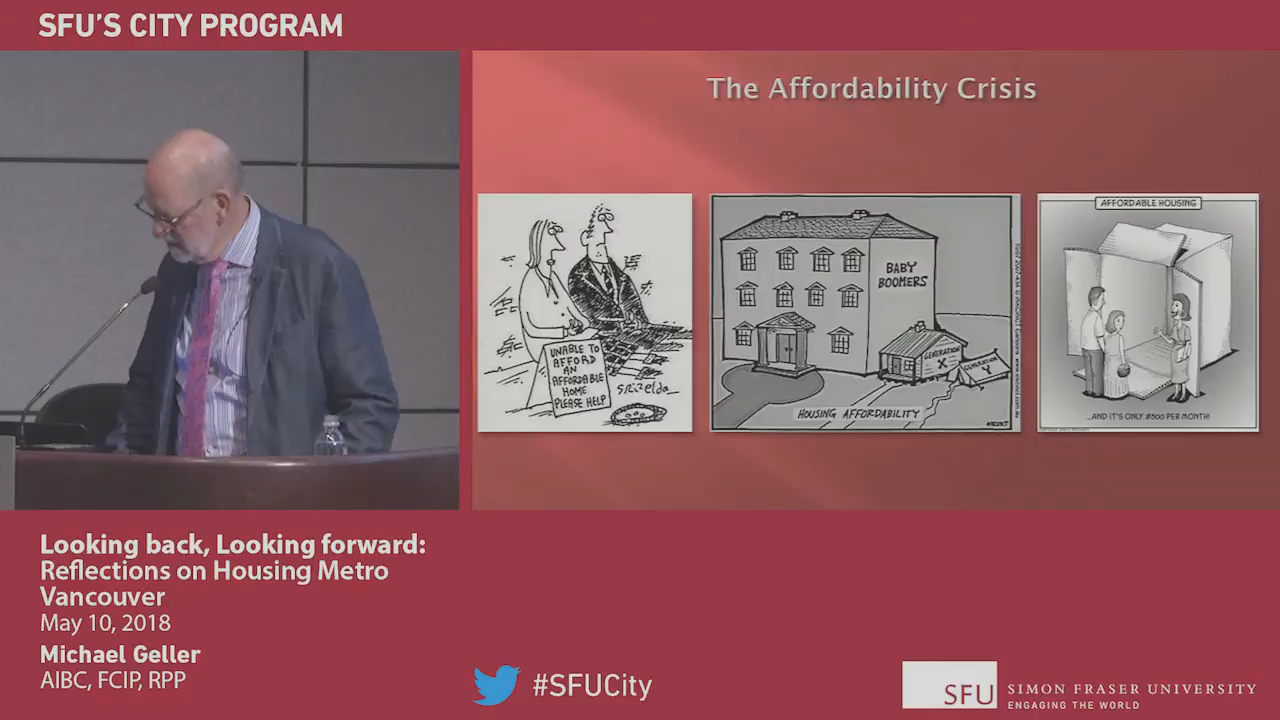 SFU'S CITY PROGRAM
The Affordability Crisis
UNABLE TO
AFFORD
AN
AFFORDABLE
HOME
PLEASE HELP
BABY
BOOMERS
GENERATION
X
GENERATION
Y
HOUSING AFFORDABILITY
AFFORDABLE HOUSING
...AND IT'S ONLY $500 PER MONTH!
Looking back, Looking forward:
Reflections on Housing Metro
Vancouver
May 10, 2018
Michael Geller
AIBC, FCIP, RPP
#SFUCity
SFU
SIMON FRASER UNIVERSITY
ENGAGING THE WORLD